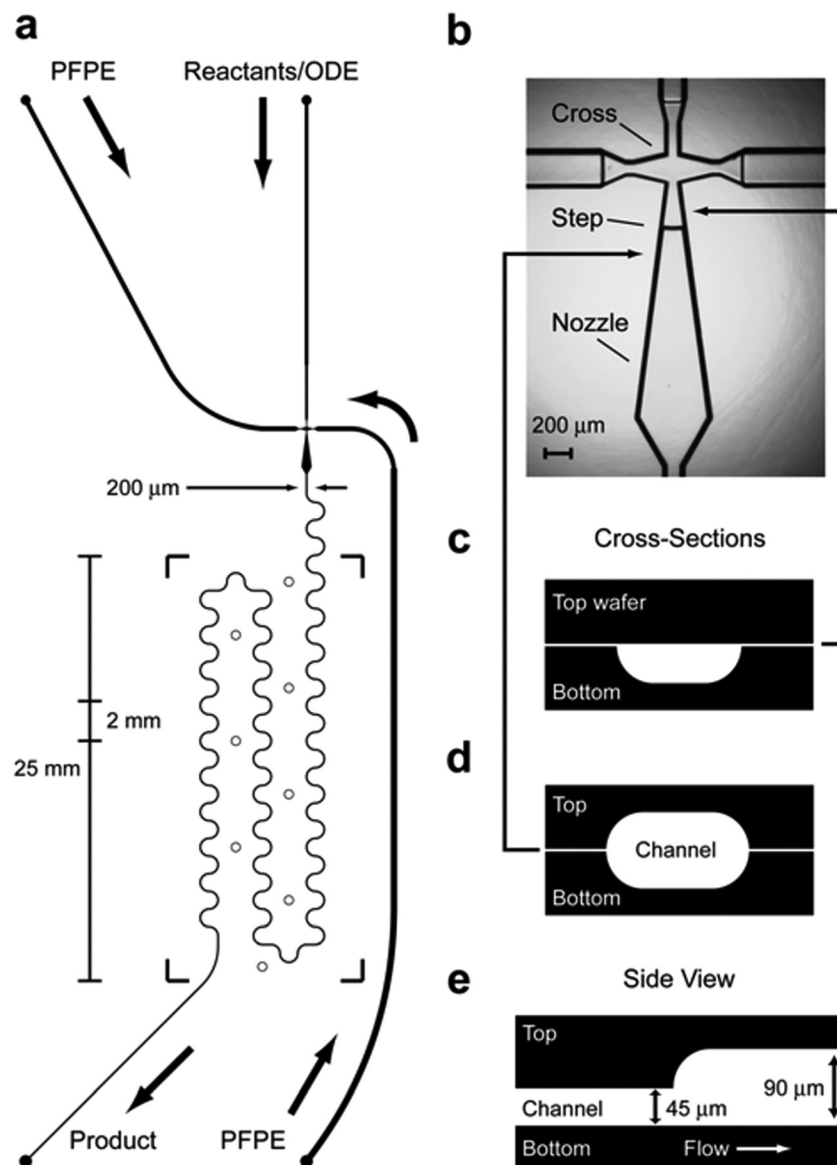 a
PFPE
Reactants/ODE
200 μm
2 mm
25 mm
Product
PFPE
b
Cross
Step
Nozzle
200 μm
c
Cross-Sections
Top wafer
Bottom
d
Top
Channel
Bottom
e
Side View
Top
90 μm
Channel
45 μm
Bottom
Flow